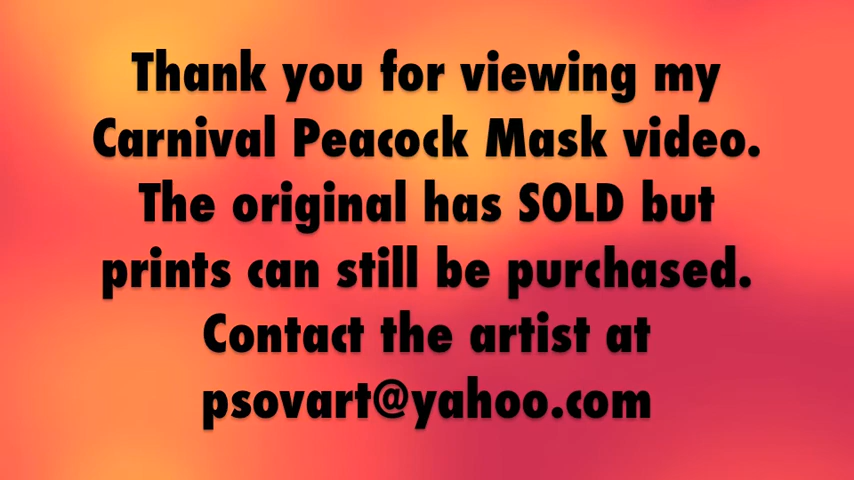 Thank you for viewing my
Carnival Peacock Mask video.
The original has SOLD but
prints can still be purchased.
Contact the artist at
psovart@yahoo.com